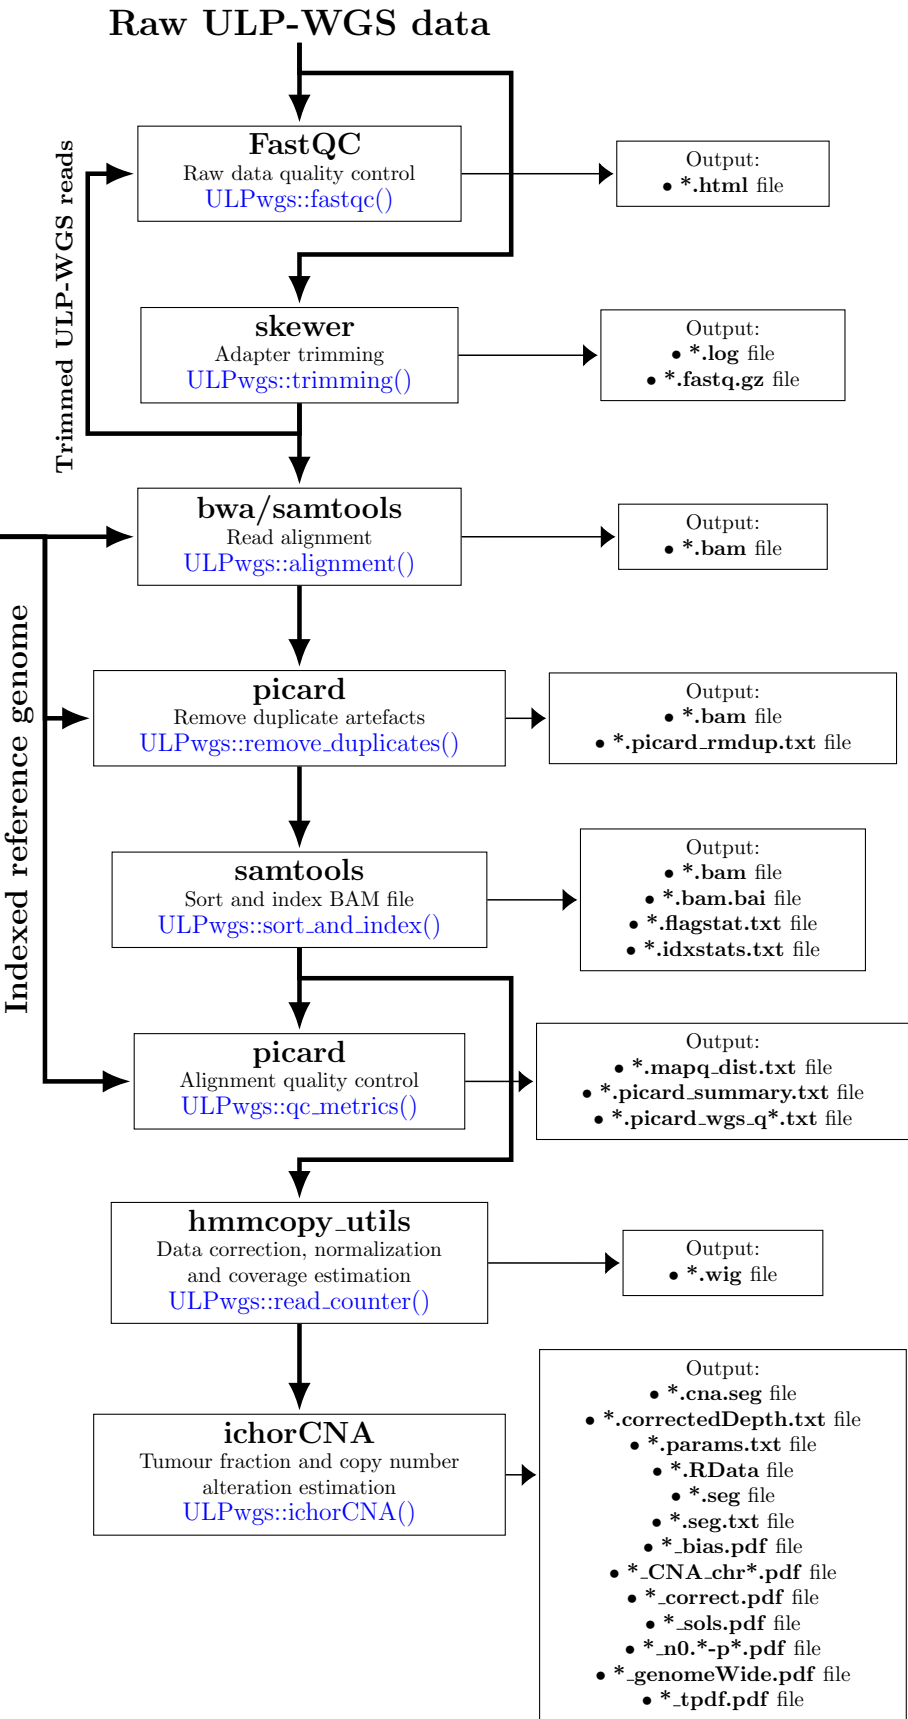 Raw ULP-WGS data
FastQC
Raw data quality control
ULPwgs::fastqc()
Output:
• *.html file
Trimmed ULP-WGS reads
skewer
Adapter trimming
ULPwgs::trimming()
Output:
• *.log file
• *.fastq.gz file
bwa/samtools
Read alignment
ULPwgs::alignment()
Output:
• *.bam file
Indexed reference genome
picard
Remove duplicate artefacts
ULPwgs::remove_duplicates()
Output:
• *.bam file
• *.picard_rmdup.txt file
samtools
Sort and index BAM file
ULPwgs::sort_and_index()
Output:
• *.bam file
• *.bam.bai file
• *.flagstat.txt file
• *.idxstats.txt file
picard
Alignment quality control
ULPwgs::qc_metrics()
Output:
• *.mapq_dist.txt file
• *.picard_summary.txt file
• *.picard_wgs_q*.txt file
hmmcopy_utils
Data correction, normalization
and coverage estimation
ULPwgs::read_counter()
Output:
• *.wig file
ichorCNA
Tumour fraction and copy number
alteration estimation
ULPwgs::ichorCNA()
Output:
• *.cna.seg file
• *.correctedDepth.txt file
• *.params.txt file
• *.RData file
• *.seg file
• *.seg.txt file
• *_bias.pdf file
• *_CNA_chr*.pdf file
• *_correct.pdf file
• *_sols.pdf file
• *_n0.*-p*.pdf file
• *_genomeWide.pdf file
• *_tpdf.pdf file